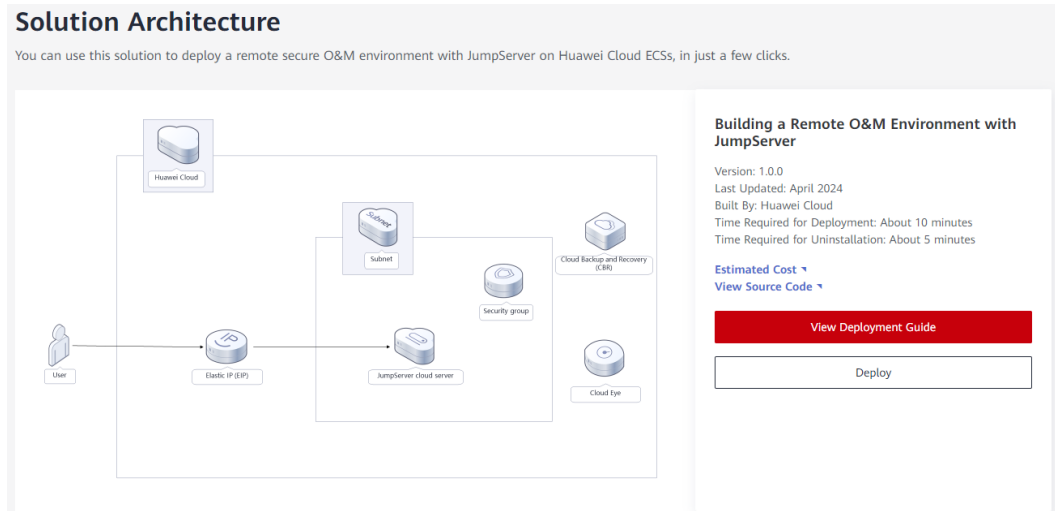 Solution Architecture
You can use this solution to deploy a remote secure O&M environment with JumpServer on Huawei Cloud ECSs, in just a few clicks.
Huawei Cloud
Subnet
Subnet
Cloud Backup and Recovery
(CBR)
Security group
User
Elastic IP (EIP)
IP
JumpServer cloud server
Cloud Eye
Building a Remote O&M Environment with
JumpServer
Version: 1.0.0
Last Updated: April 2024
Built By: Huawei Cloud
Time Required for Deployment: About 10 minutes
Time Required for Uninstallation: About 5 minutes
Estimated Cost
View Source Code
View Deployment Guide
Deploy